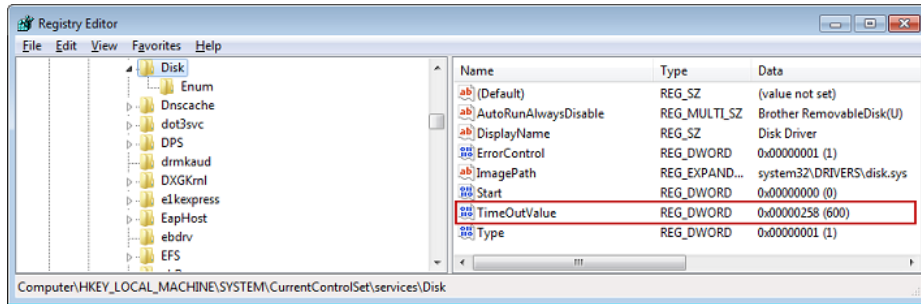 Registry Editor
File Edit View Favorites Help
Disk
Enum
Dnscache
dot3svc
DPS
drmkaud
DXGKrnl
e1kexpress
EapHost
ebdrv
EFS
Name Type Data
(Default) REG_SZ (value not set)
AutoRunAlwaysDisable REG_MULTI_SZ Brother RemovableDisk(U)
DisplayName REG_SZ Disk Driver
ErrorControl REG_DWORD 0x00000001 (1)
ImagePath REG_EXPAND... system32\DRIVERS\disk.sys
Start REG_DWORD 0x00000000 (0)
TimeOutValue REG_DWORD 0x00000258 (600)
Type REG_DWORD 0x00000001 (1)
Computer\HKEY_LOCAL_MACHINE\SYSTEM\CurrentControlSet\services\Disk